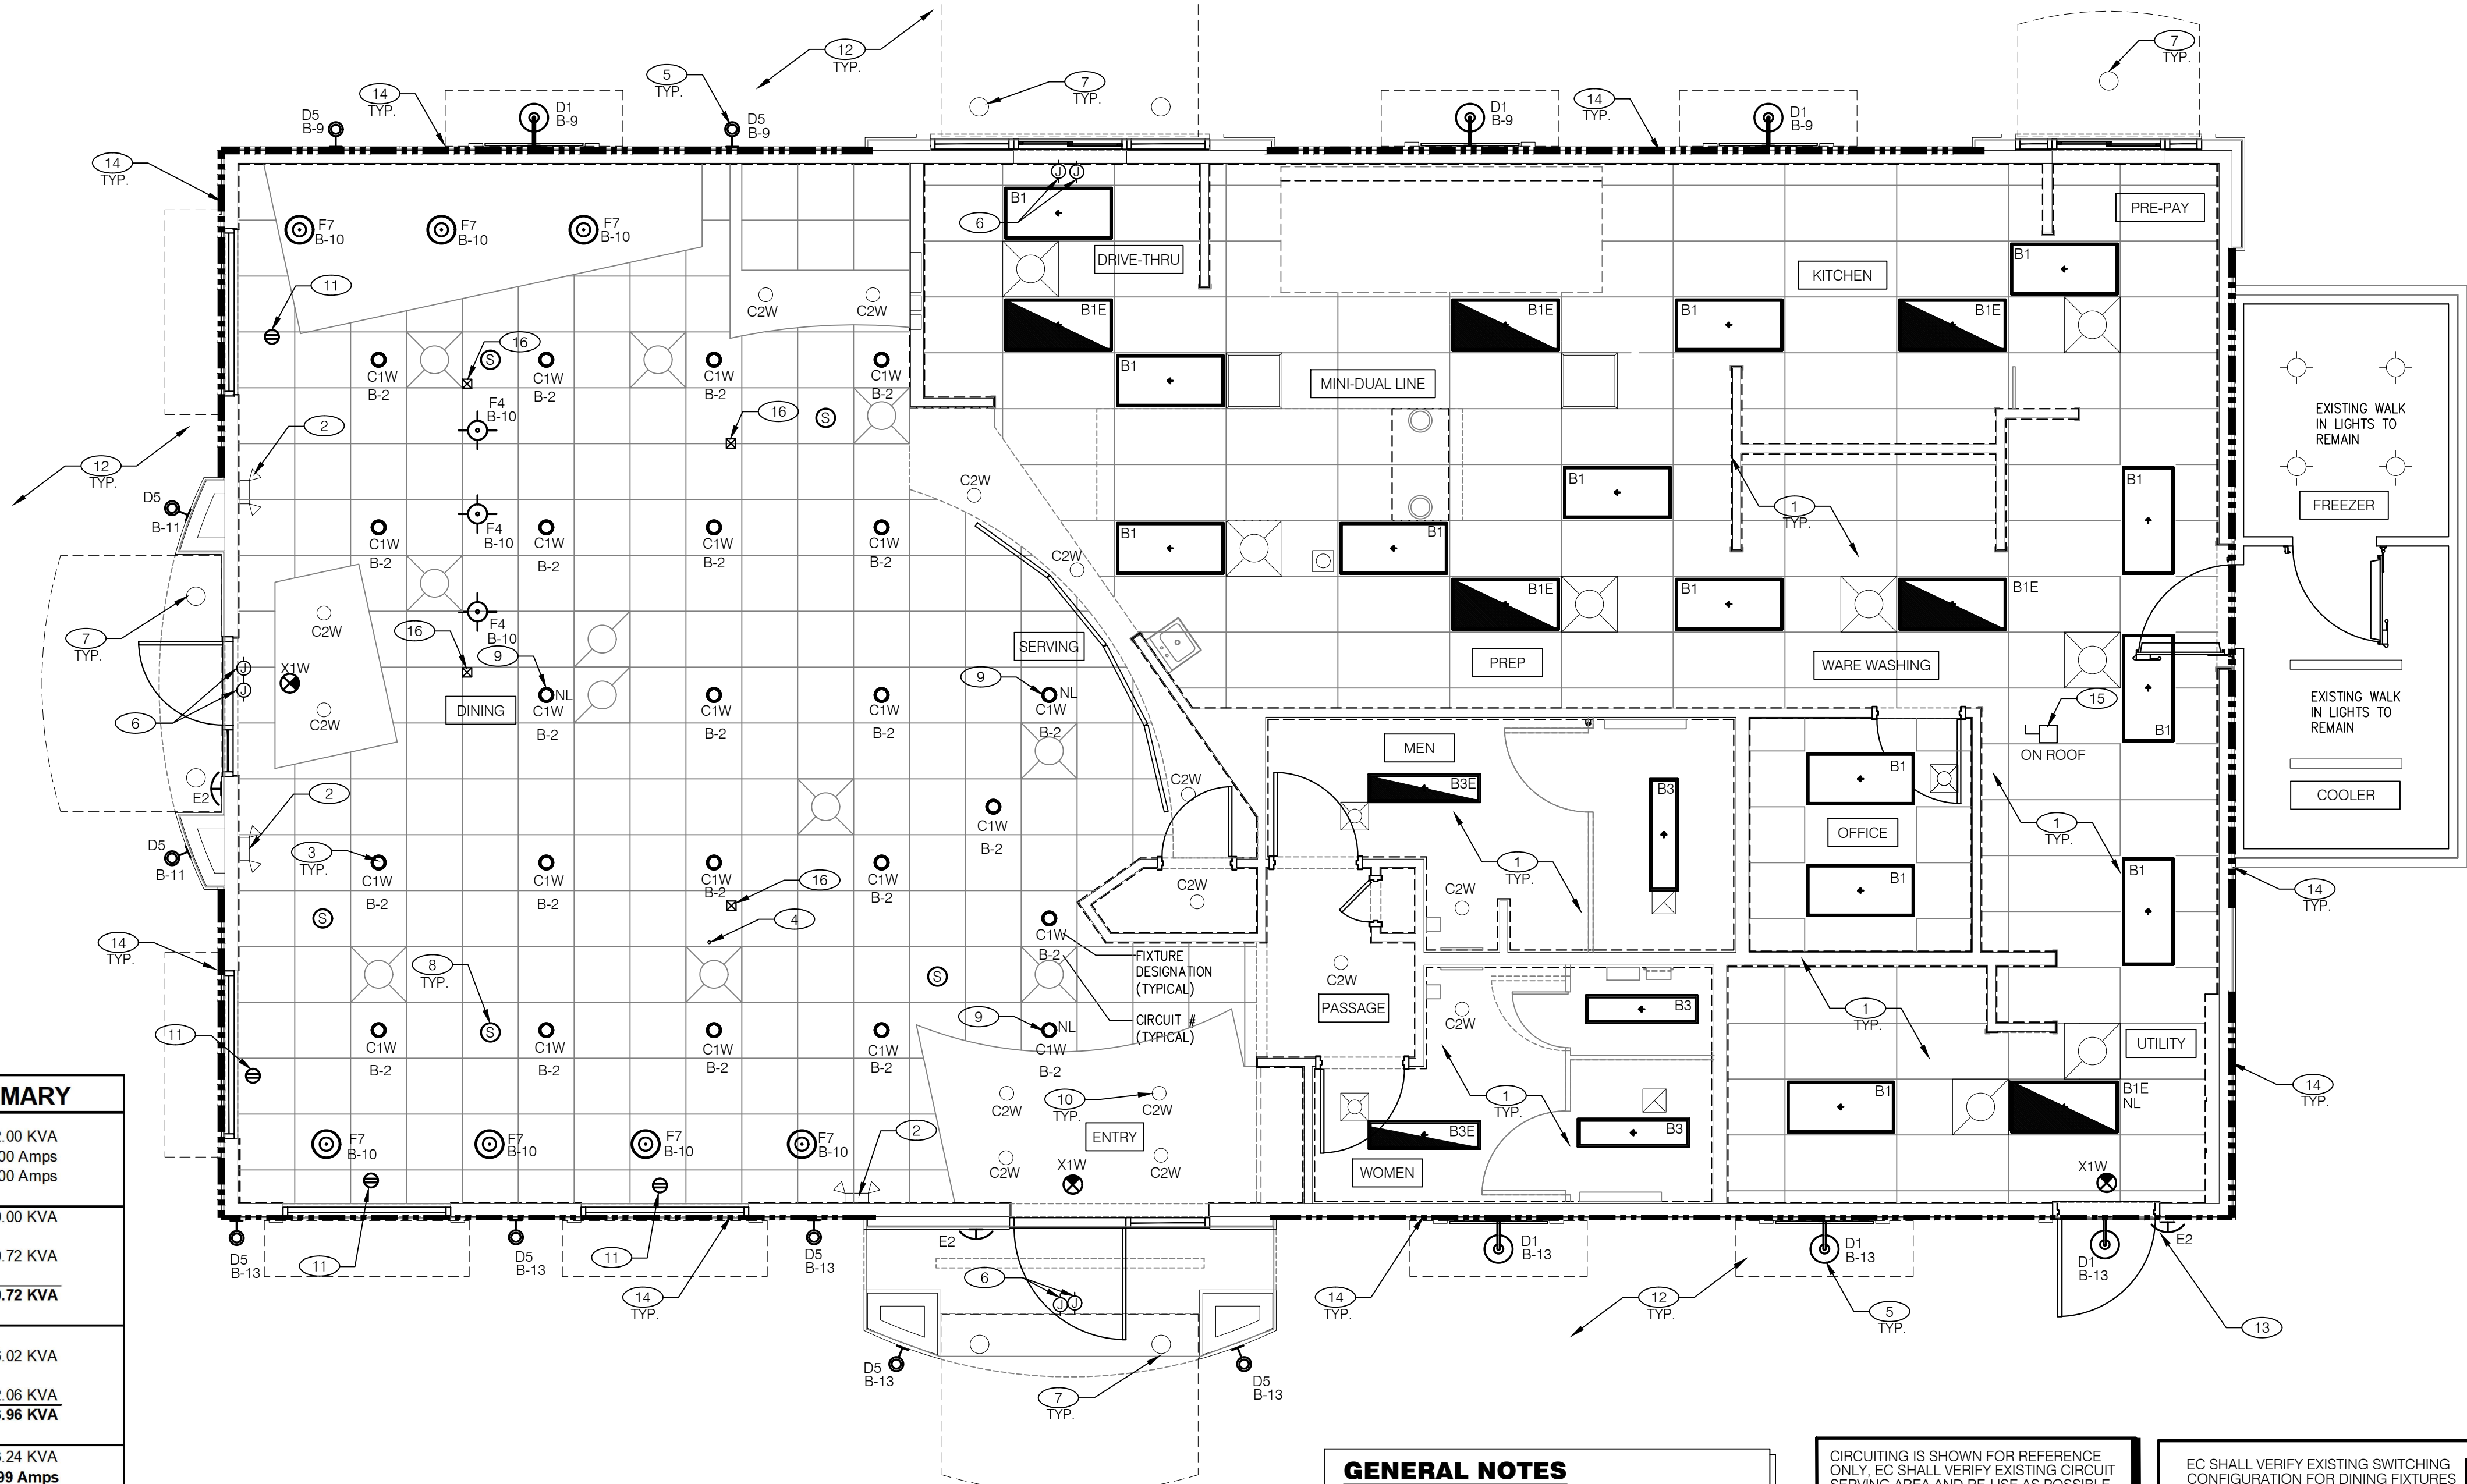 12
TYP.
5
TYP.
7
TYP.
7
TYP.
14
TYP.
14
TYP.
D5
B-9
D1
B-9
D5
B-9
D1
B-9
D1
B-9
14
TYP.
6
B1
PRE-PAY
F7
B-10
F7
B-10
F7
B-10
DRIVE-THRU
KITCHEN
B1
11
C2W
C2W
B1E
B1E
B1
B1E
16
S
C1W
B-2
C1W
B-2
C1W
B-2
C1W
B-2
B1
MINI-DUAL LINE
F4
B-10
16
S
2
12
TYP.
EXISTING WALK
IN LIGHTS TO
REMAIN
FREEZER
C2W
B1
B1
1
TYP.
D5
B-11
F4
B-10
C1W
B-2
C1W
B-2
C1W
B-2
C1W
B-2
C2W
B1
B1
B1E
B1
B1E
C2W
16
F4
B-10
7
TYP.
9
SERVING
PREP
WARE WASHING
J
J
X1W
6
C2W
DINING
NL
C1W
B-2
C1W
B-2
C1W
B-2
9
NL
C1W
B-2
15
ON ROOF
B1
EXISTING WALK
IN LIGHTS TO
REMAIN
COOLER
MEN
B3E
B3
B1
OFFICE
B1
C2W
E2
2
C1W
B-2
1
TYP.
1
TYP.
D5
B-11
3
TYP.
C1W
B-2
C1W
B-2
C1W
B-2
C1W
B-2
16
C2W
C2W
B1
14
TYP.
S
4
C1W
B-2
FIXTURE
DESIGNATION
(TYPICAL)
CIRCUIT #
(TYPICAL)
14
TYP.
8
TYP.
S
S
C2W
PASSAGE
C2W
B3
1
TYP.
UTILITY
11
C1W
B-2
C1W
B-2
C1W
B-2
C1W
B-2
9
NL
C1W
B-2
B1
B1E
NL
14
TYP.
C2W
10
TYP.
C2W
ENTRY
1
TYP.
B3
B3E
WOMEN
F7
B-10
F7
B-10
F7
B-10
F7
B-10
2
C2W
C2W
X1W
X1W
D5
B-13
D5
B-13
D5
B-13
11
11
14
TYP.
E2
6
J
J
14
TYP.
D1
B-13
12
TYP.
D1
B-13
5
TYP.
D1
B-13
E2
13
D5
B-13
7
TYP.
D5
B-13
MARY
.00 KVA
00 Amps
00 Amps
.00 KVA
.72 KVA
.72 KVA
.02 KVA
.06 KVA
.96 KVA
.24 KVA
99 Amps
GENERAL NOTES
CIRCUITING IS SHOWN FOR REFERENCE
ONLY, EC SHALL VERIFY EXISTING CIRCUIT
SERVING AREA AND RE-USE AS POSSIBLE
EC SHALL VERIFY EXISTING SWITCHING
CONFIGURATION FOR DINING FIXTURES